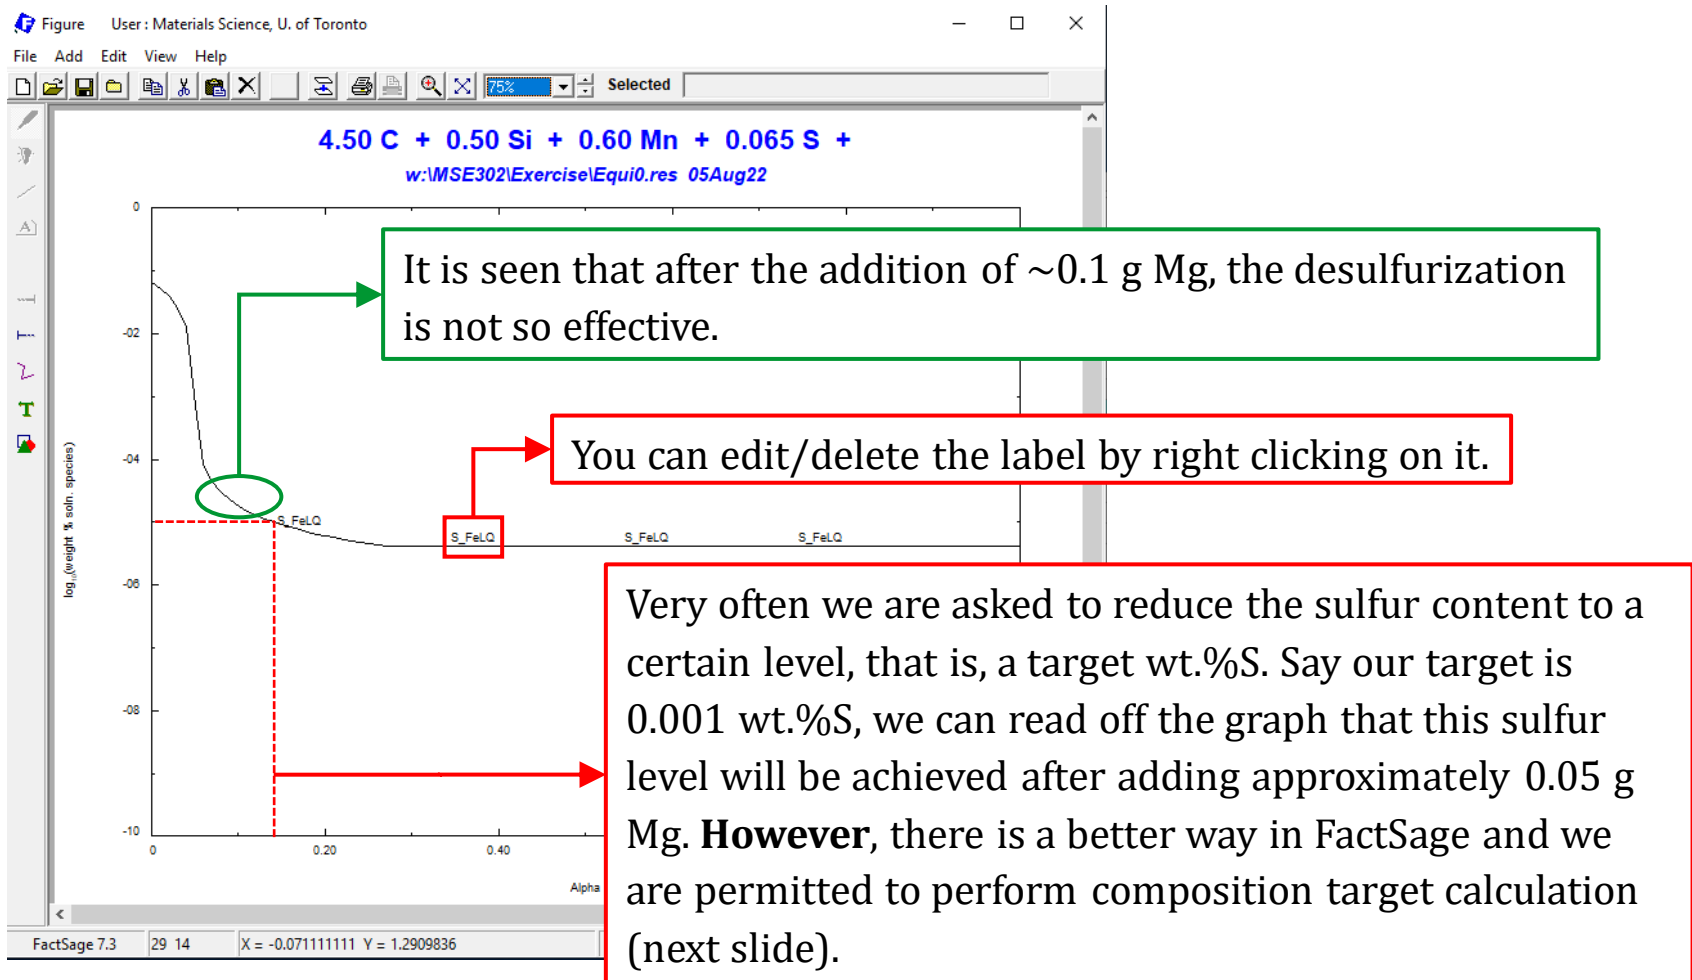 Figure User : Materials Science, U. of Toronto
File Add Edit View Help
75% Selected
4.50 C + 0.50 Si + 0.60 Mn + 0.065 S +
w:\MSE302\Exercise\Equi0.res 05Aug22
0
-02
-04
-06
-08
-10
log10(weight % soln. species)
It is seen that after the addition of ~0.1 g Mg, the desulfurization
is not so effective.
You can edit/delete the label by right clicking on it.
S_FeLQ
S_FeLQ
S_FeLQ
S_FeLQ
Very often we are asked to reduce the sulfur content to a
certain level, that is, a target wt.%S. Say our target is
0.001 wt.%S, we can read off the graph that this sulfur
level will be achieved after adding approximately 0.05 g
Mg. However, there is a better way in FactSage and we
are permitted to perform composition target calculation
(next slide).
0
0.20
0.40
Alpha
FactSage 7.3 29 14 X = -0.071111111 Y = 1.2909836